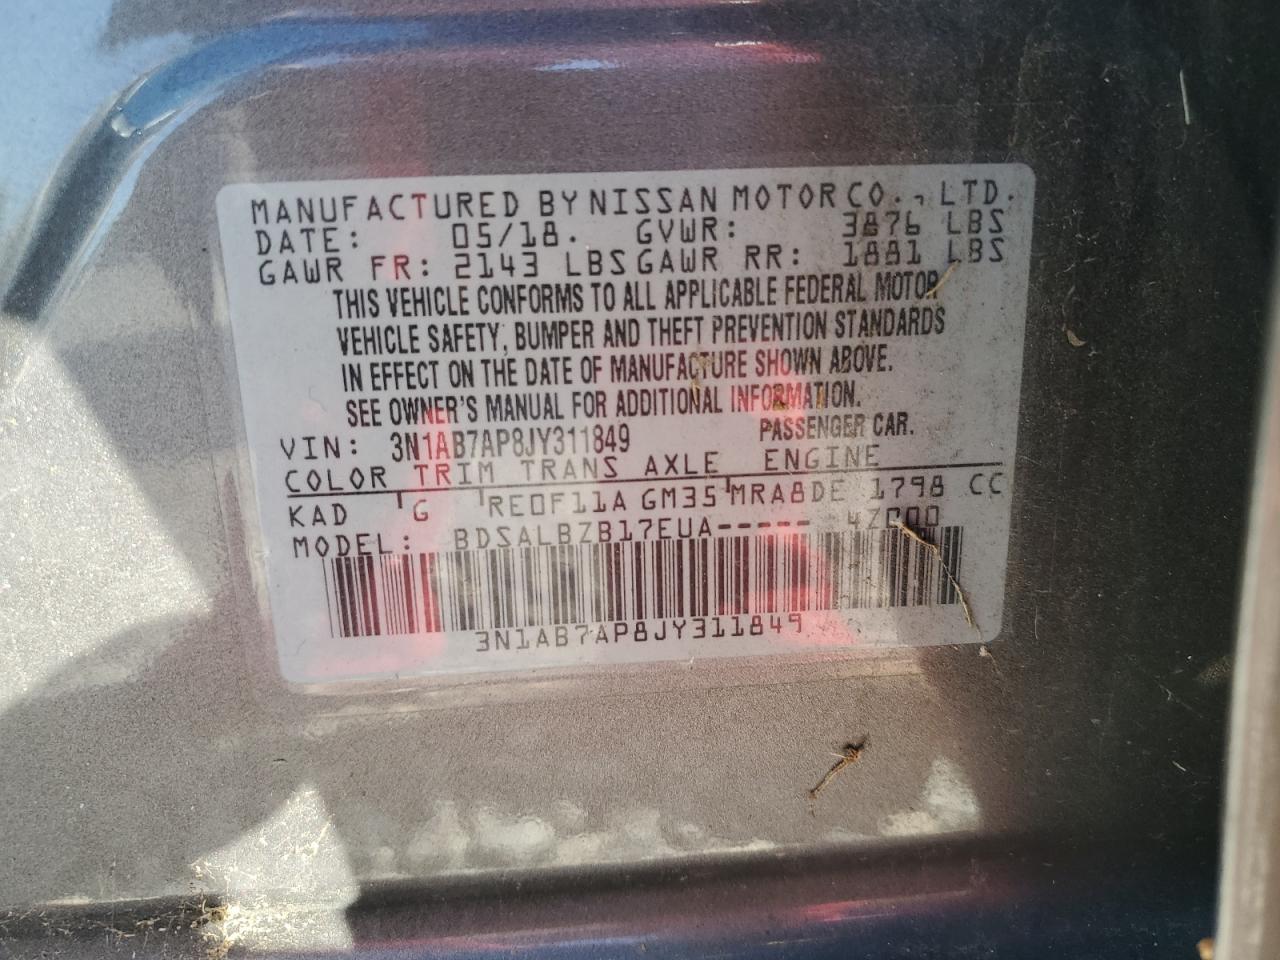 MANUFACTURED BY NISSAN MOTOR CO., LTD.
DATE: 05/18. GVWR: 3876 LBS
GAWR FR: 2143 LBS GAWR RR: 1881 LBS
THIS VEHICLE CONFORMS TO ALL APPLICABLE FEDERAL MOTOR
VEHICLE SAFETY, BUMPER AND THEFT PREVENTION STANDARDS
IN EFFECT ON THE DATE OF MANUFACTURE SHOWN ABOVE.
SEE OWNER'S MANUAL FOR ADDITIONAL INFORMATION.
VIN: 3N1AB7AP8JY311849 PASSENGER CAR.
COLOR TRIM TRANS AXLE ENGINE
KAD G RE0F11A GM35 MRA8DE 1798 CC
MODEL: BDSALBZB17EUA----- 4Z000
3N1AB7AP8JY311849